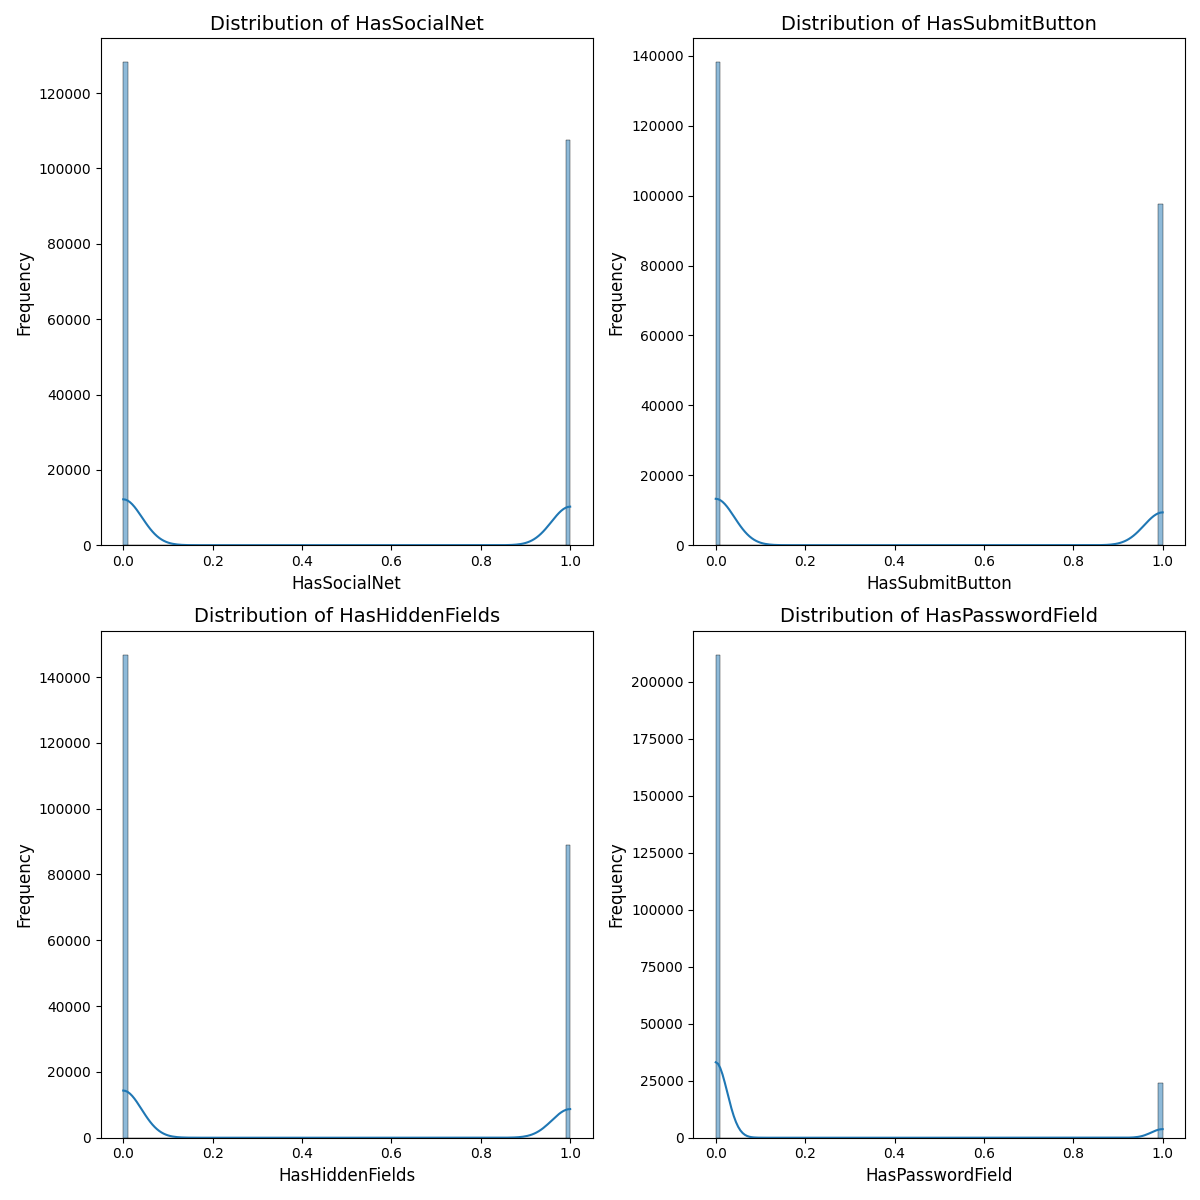 Distribution of HasSocialNet
Frequency
120000
100000
80000
60000
40000
20000
0
0.0 0.2 0.4 0.6 0.8 1.0
HasSocialNet
Distribution of HasSubmitButton
Frequency
140000
120000
100000
80000
60000
40000
20000
0
0.0 0.2 0.4 0.6 0.8 1.0
HasSubmitButton
Distribution of HasHiddenFields
Frequency
140000
120000
100000
80000
60000
40000
20000
0
0.0 0.2 0.4 0.6 0.8 1.0
HasHiddenFields
Distribution of HasPasswordField
Frequency
200000
175000
150000
125000
100000
75000
50000
25000
0
0.0 0.2 0.4 0.6 0.8 1.0
HasPasswordField